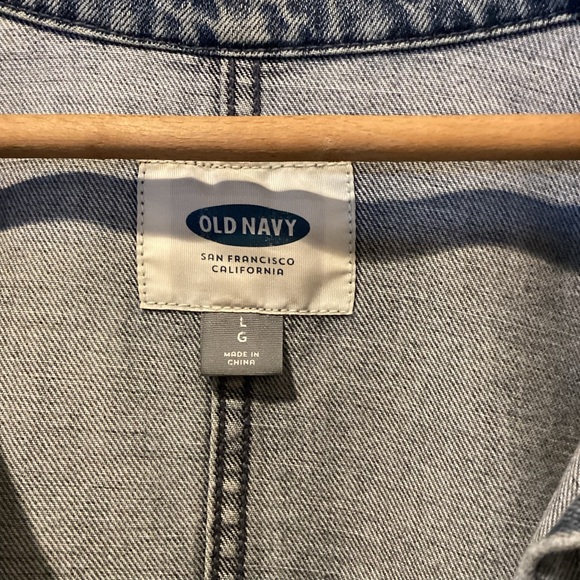 OLD NAVY
SAN FRANCISCO
CALIFORNIA
L
G
MADE IN
CHINA